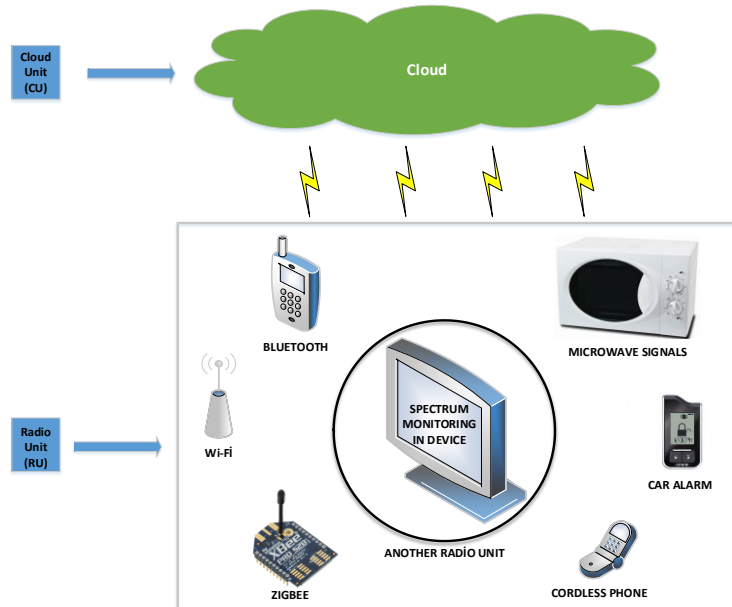 Cloud
Unit
(CU)
Cloud
BLUETOOTH
MICROWAVE SIGNALS
SPECTRUM
MONITORING
IN DEVICE
Wi-Fİ
Radio
Unit
(RU)
CAR ALARM
XBee
ANOTHER RADİO UNIT
ZIGBEE
CORDLESS PHONE